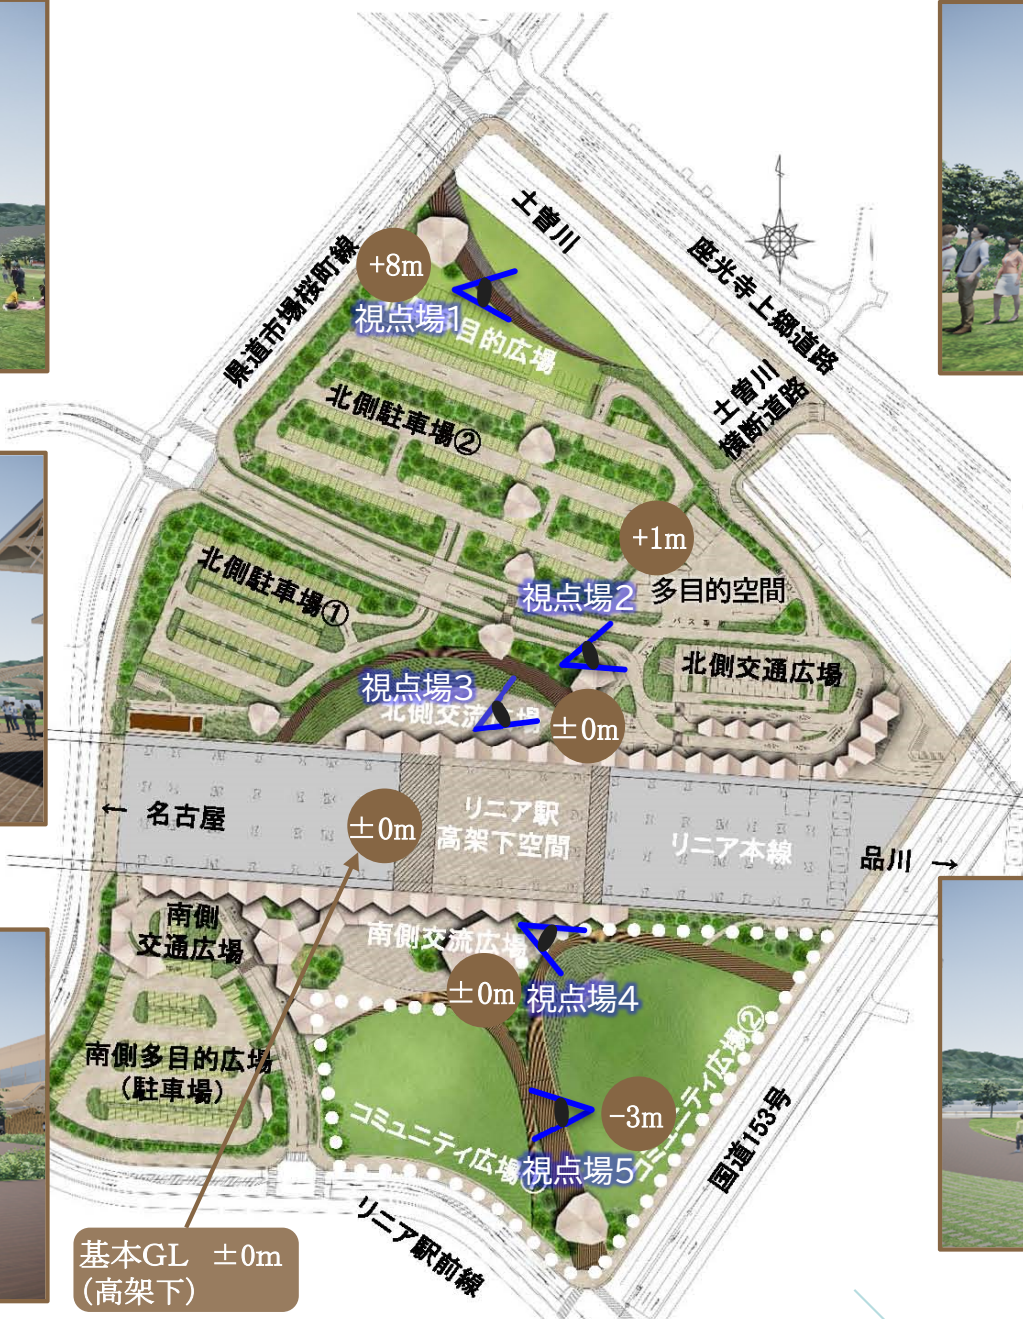 土曽川
座光寺上郷道路
+8m
県道市場桜町線
視点場1
目的広場
土曽川
横断道路
北側駐車場②
+1m
北側駐車場①
視点場2
多目的空間
北側交通広場
視点場3
北側交流広場
±0m
リニア駅
高架下空間
← 名古屋
±0m
リニア本線
品川 →
南側
交通広場
南側交流広場
±0m
視点場4
南側多目的広場
(駐車場)
コミュニティ広場②
コミュニティ広場
-3m
視点場5
国道153号
リニア駅前線
基本GL ±0m
(高架下)